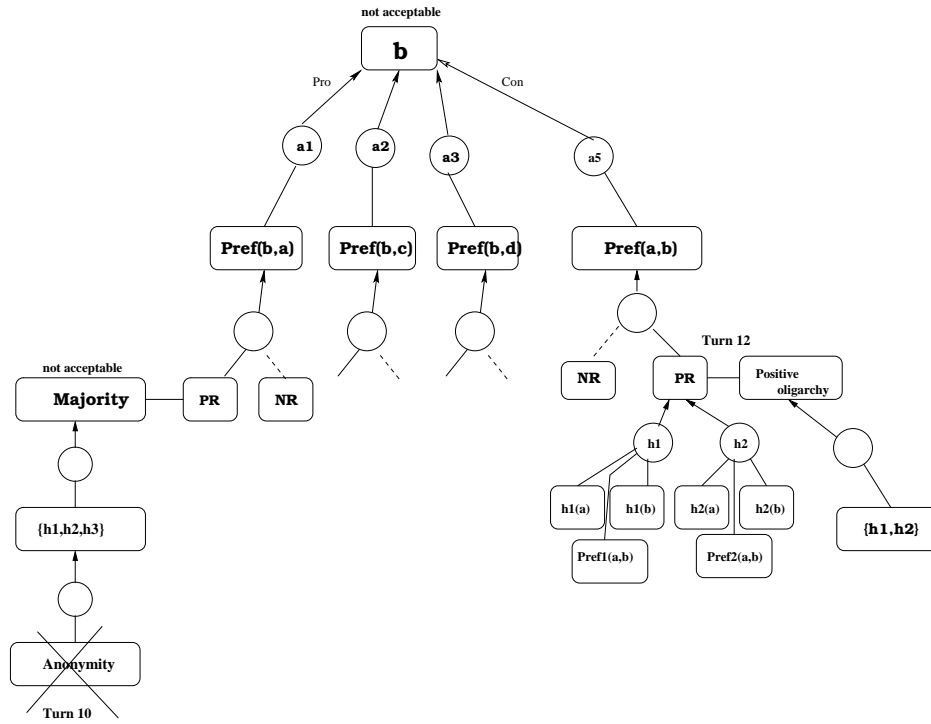 not acceptable
b
Pro
Con
a1
a2
a3
a5
Pref(b,a)
Pref(b,c)
Pref(b,d)
Pref(a,b)
Turn 12
not acceptable
Majority
PR
NR
NR
PR
Positive
oligarchy
h1
h2
{h1,h2,h3}
h1(a)
h1(b)
h2(a)
h2(b)
{h1,h2}
Pref1(a,b)
Pref2(a,b)
Anonymity
Turn 10